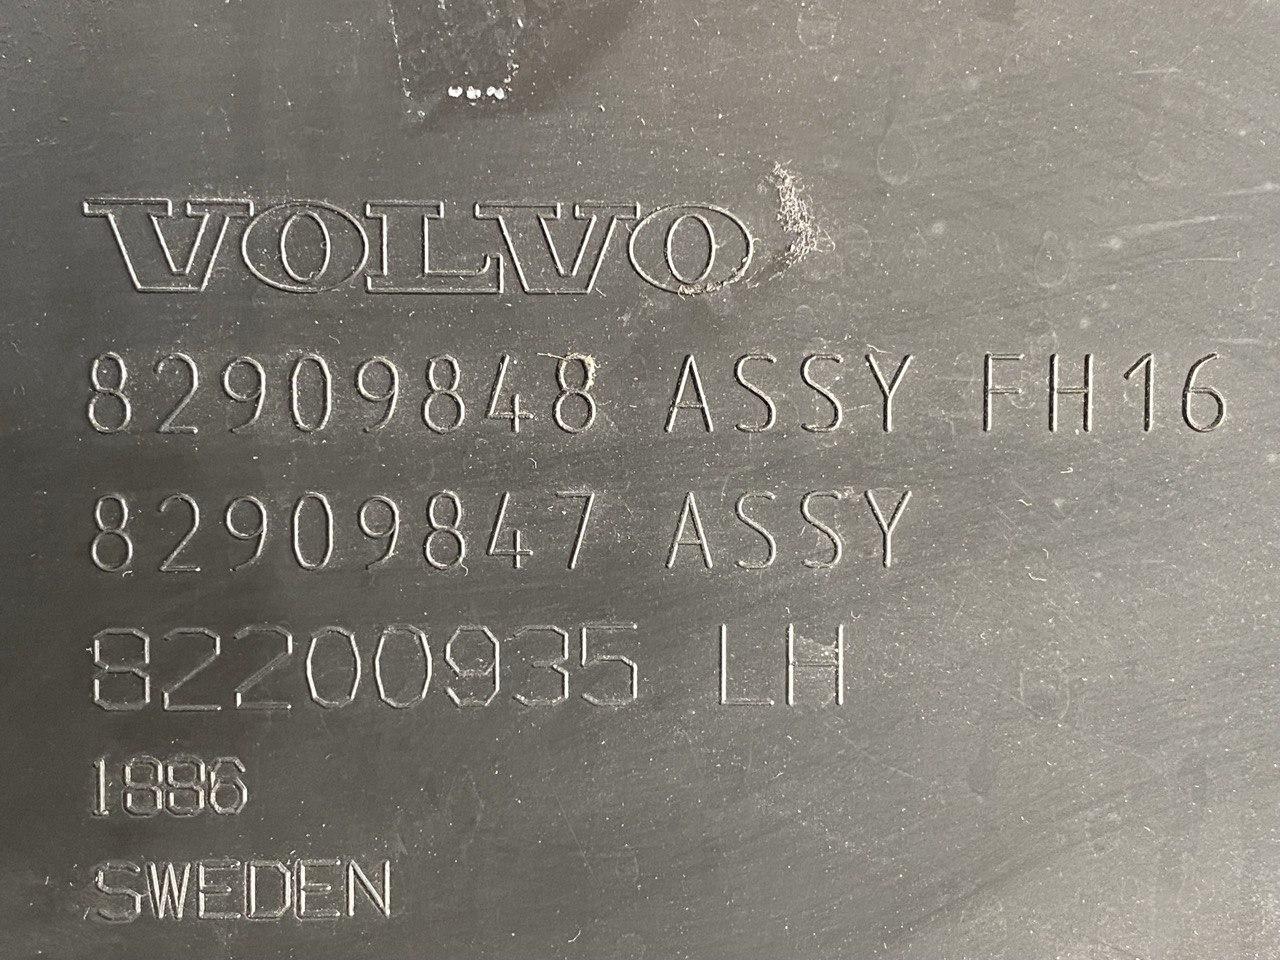 VOLVO
82909848 ASSY FH16
82909847 ASSY
82200935 LH
1886
SWEDEN